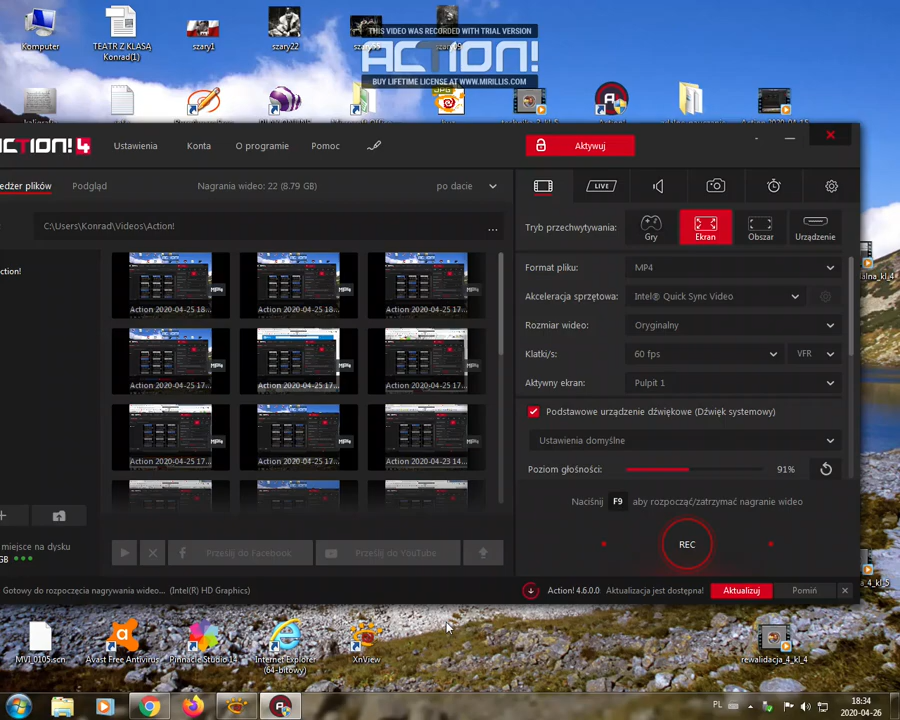 THIS VIDEO WAS RECORDED WITH TRIAL VERSION
ACTION!
BUY LIFETIME LICENSE AT WWW.MIRILLIS.COM
Komputer
TEATR Z KLASA
Konrad(1)
szary1
szary22
CTION! 4
Ustawienia
Konta
O programie
Pomoc
Aktywuj
edżer plików
Podgląd
Nagrania wideo: 22 (8.79 GB)
po dacie
LIVE
C:\Users\Konrad\Videos\Action!
...
Tryb przechwytywania:
Gry
Ekran
Obszar
Urządzenie
ction!
Format pliku:
MP4
Akceleracja sprzętowa:
Intel® Quick Sync Video
Rozmiar wideo:
Oryginalny
Klatki/s:
60 fps
VFR
Aktywny ekran:
Pulpit 1
Action 2020-04-25 18...
Action 2020-04-25 18...
Action 2020-04-25 17...
Action 2020-04-25 17...
Action 2020-04-25 17...
Action 2020-04-25 17...
Action 2020-04-25 17...
Action 2020-04-25 17...
Action 2020-04-23 14...
Podstawowe urządzenie dźwiękowe (Dźwięk systemowy)
Ustawienia domyślne
Poziom głośności:
91%
Naciśnij F9 aby rozpocząć/zatrzymać nagranie wideo
REC
miejsce na dysku
GB
Prześlij do Facebook
Prześlij do YouTube
Gotowy do rozpoczęcia nagrywania wideo...
(Intel(R) HD Graphics)
Action! 4.6.0.0
Aktualizacja jest dostępna!
Aktualizuj
Pomiń
alna_kl_4
kl_5
MVI_0105.scn
Avast Free Antivirus
Pinnacle Studio 14
Internet Explorer
(64-bitowy)
XnView
rewalidacja_4_kl_4
PL
18:34
2020-04-26